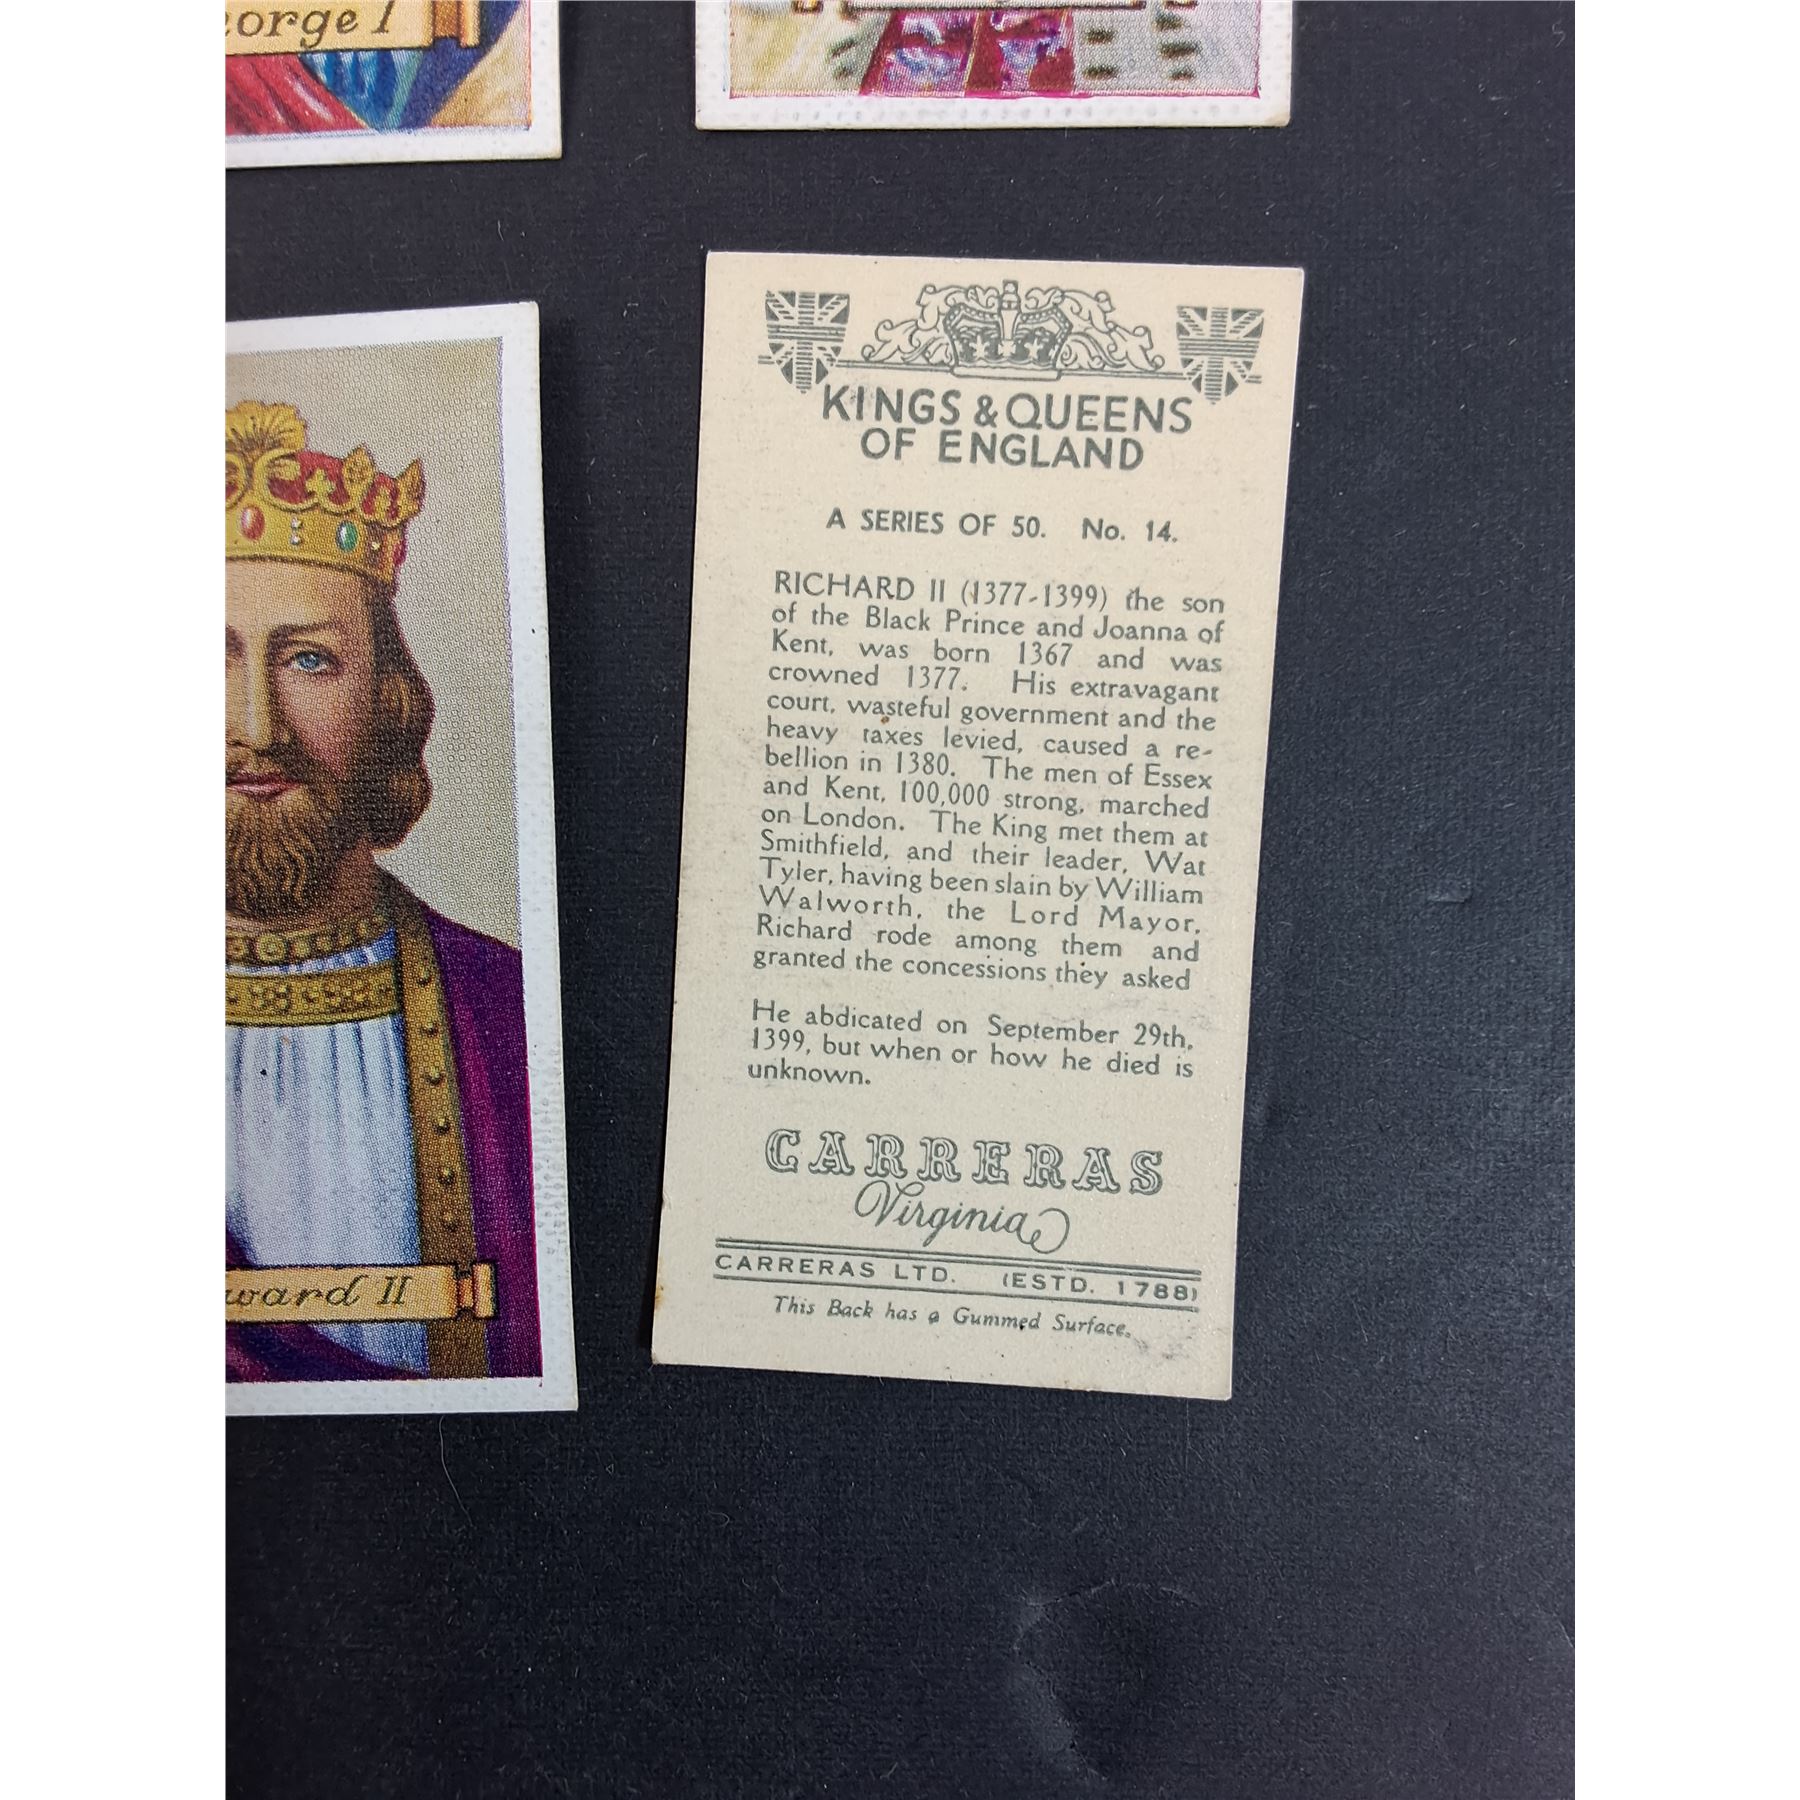 orge I
ward II
KINGS & QUEENS
OF ENGLAND
A SERIES OF 50. No. 14.
RICHARD II (1377-1399) the son
of the Black Prince and Joanna of
Kent, was born 1367 and was
crowned 1377. His extravagant
court, wasteful government and the
heavy taxes levied, caused a re-
bellion in 1380. The men of Essex
and Kent, 100,000 strong, marched
on London. The King met them at
Smithfield, and their leader, Wat
Tyler, having been slain by William
Walworth, the Lord Mayor,
Richard rode among them and
granted the concessions they asked
He abdicated on September 29th,
1399, but when or how he died is
unknown.
CARRERAS
Virginia
CARRERAS LTD. (ESTD. 1788)
This Back has a Gummed Surface.